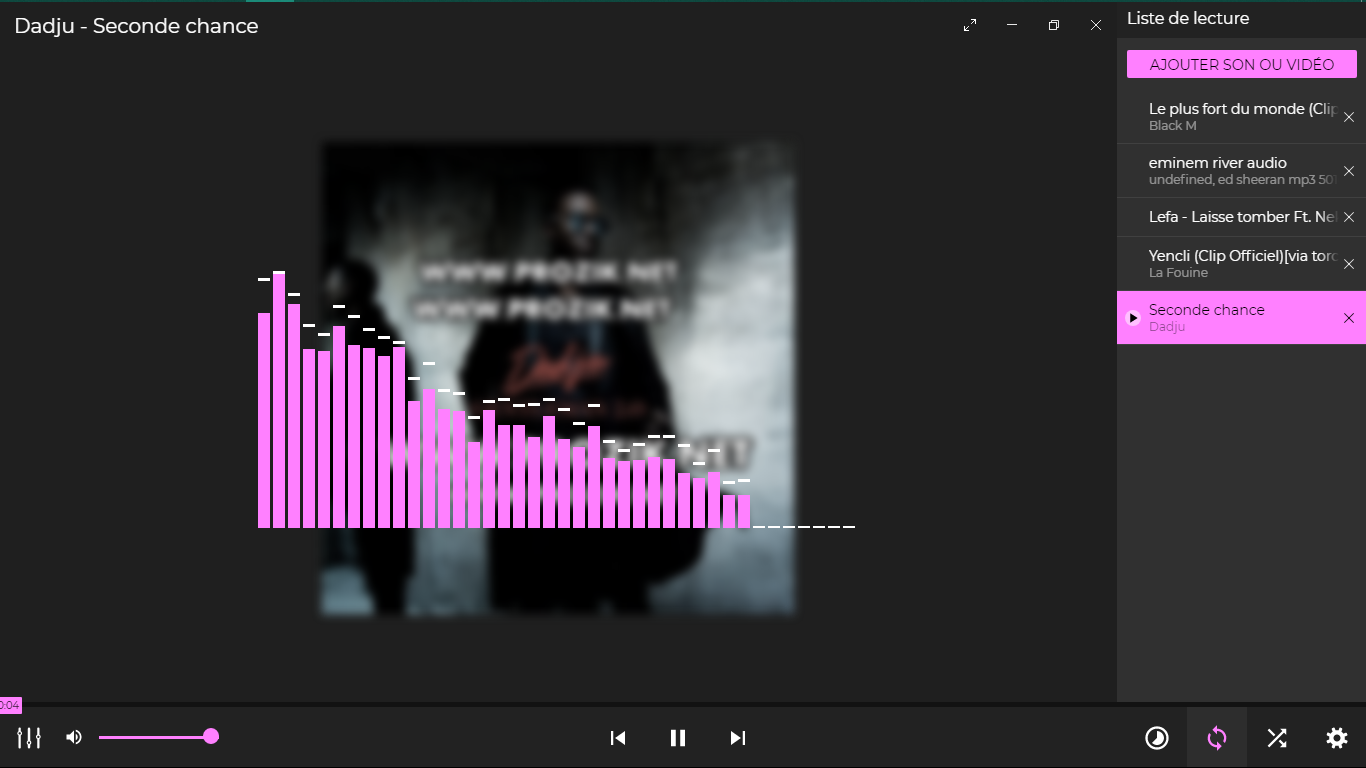 Dadju - Seconde chance
Liste de lecture
AJOUTER SON OU VIDÉO
Le plus fort du monde (Clip
Black M
eminem river audio
undefined, ed sheeran mp3 50
Lefa - Laisse tomber Ft. Ne
Yencli (Clip Officiel)[via tor
La Fouine
Seconde chance
Dadju
WWW.PROZIK.NET
WWW.PROZIK.NET
Dadju
0:04